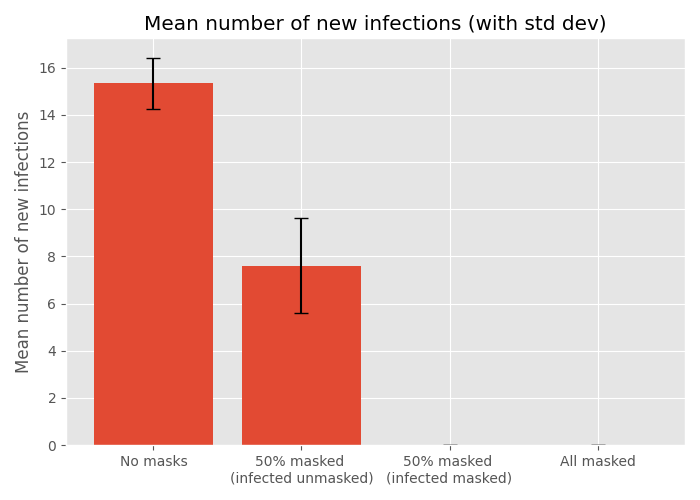 Mean number of new infections (with std dev)
Mean number of new infections
16
14
12
10
8
6
4
2
0
No masks
50% masked
(infected unmasked)
50% masked
(infected masked)
All masked